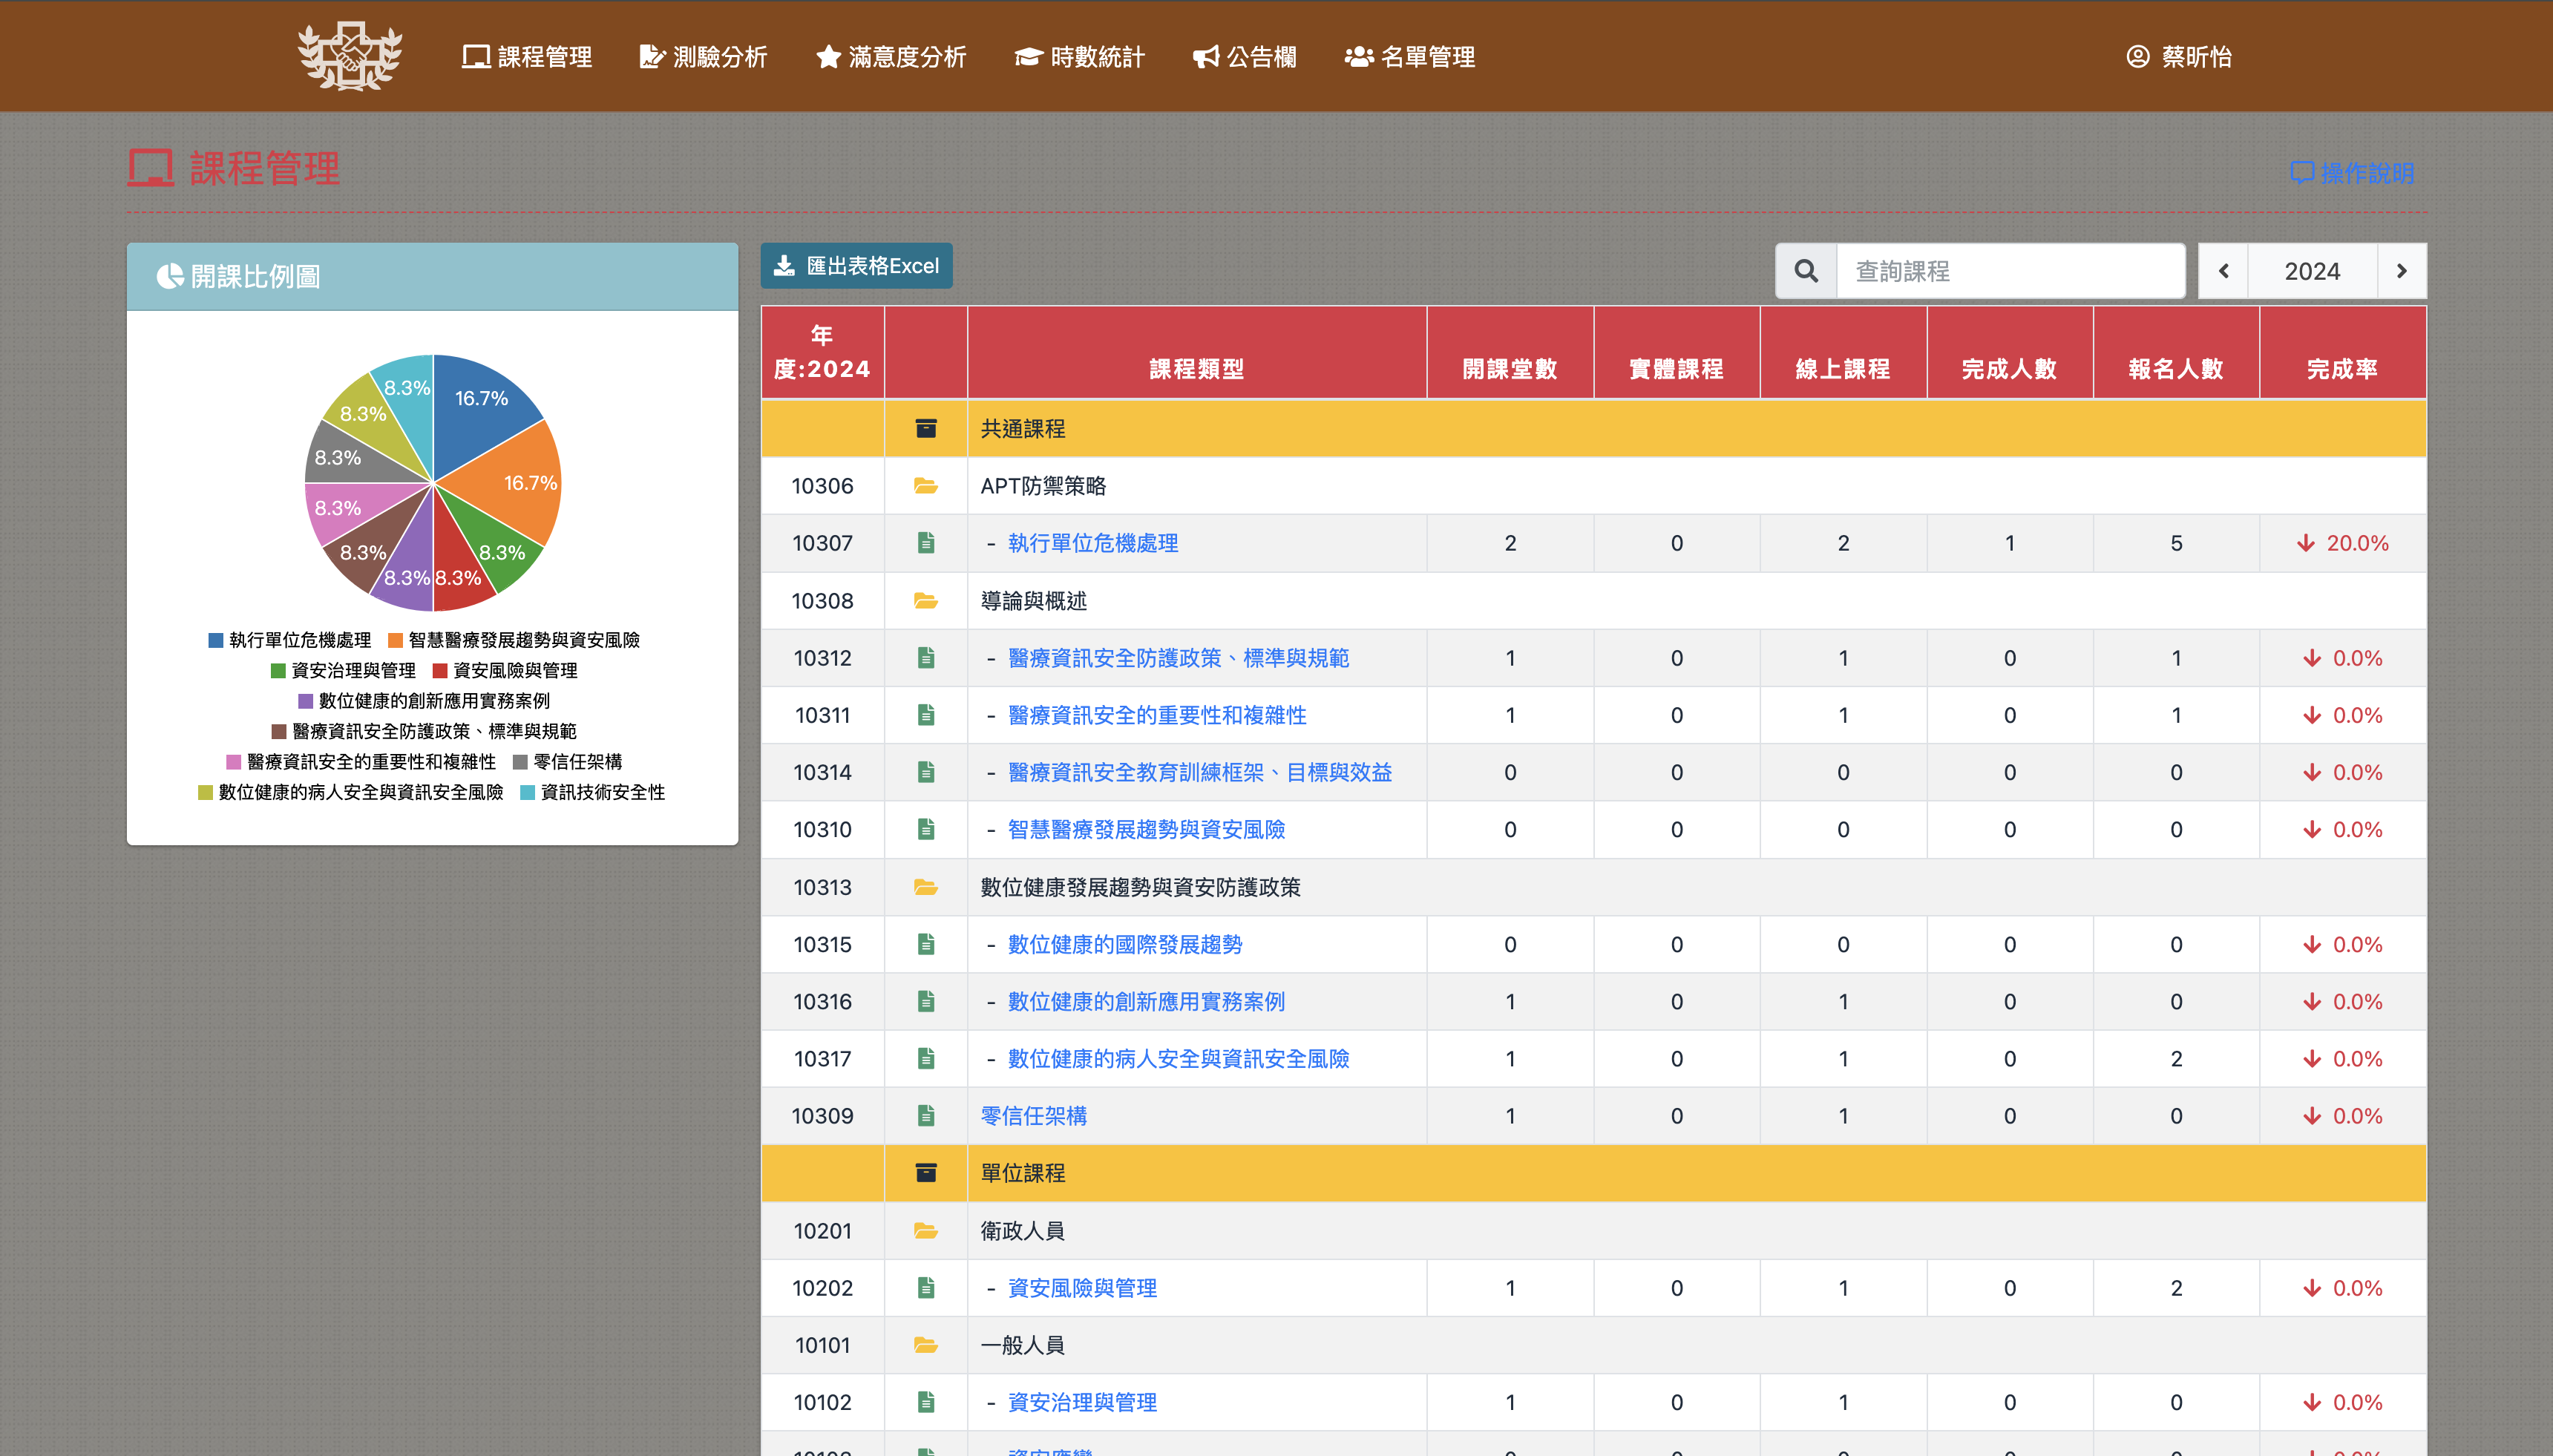 課程管理 測驗分析 滿意度分析 時數統計 公告欄 名單管理 蔡昕怡
課程管理
操作說明
開課比例圖
16.7%
16.7%
8.3%
8.3%
8.3%
8.3%
8.3%
8.3%
8.3%
8.3%
執行單位危機處理 智慧醫療發展趨勢與資安風險
資安治理與管理 資安風險與管理
數位健康的創新應用實務案例
醫療資訊安全防護政策、標準與規範
醫療資訊安全的重要性和複雜性 零信任架構
數位健康的病人安全與資訊安全風險 資訊技術安全性
匯出表格Excel
查詢課程
2024
年
度:2024 課程類型 開課堂數 實體課程 線上課程 完成人數 報名人數 完成率
共通課程
10306 APT防禦策略
10307 - 執行單位危機處理 2 0 2 1 5 20.0%
10308 導論與概述
10312 - 醫療資訊安全防護政策、標準與規範 1 0 1 0 1 0.0%
10311 - 醫療資訊安全的重要性和複雜性 1 0 1 0 1 0.0%
10314 - 醫療資訊安全教育訓練框架、目標與效益 0 0 0 0 0 0.0%
10310 - 智慧醫療發展趨勢與資安風險 0 0 0 0 0 0.0%
10313 數位健康發展趨勢與資安防護政策
10315 - 數位健康的國際發展趨勢 0 0 0 0 0 0.0%
10316 - 數位健康的創新應用實務案例 1 0 1 0 0 0.0%
10317 - 數位健康的病人安全與資訊安全風險 1 0 1 0 2 0.0%
10309 零信任架構 1 0 1 0 0 0.0%
單位課程
10201 衛政人員
10202 - 資安風險與管理 1 0 1 0 2 0.0%
10101 一般人員
10102 - 資安治理與管理 1 0 1 0 0 0.0%